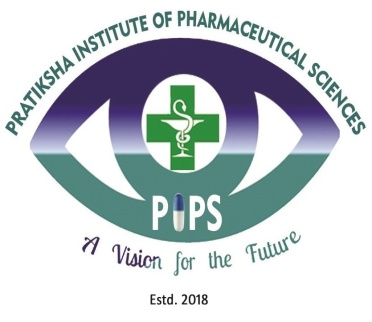 PRATIKSHA INSTITUTE OF PHARMACEUTICAL SCIENCES
PIPS
A Vision for the Future
Estd. 2018